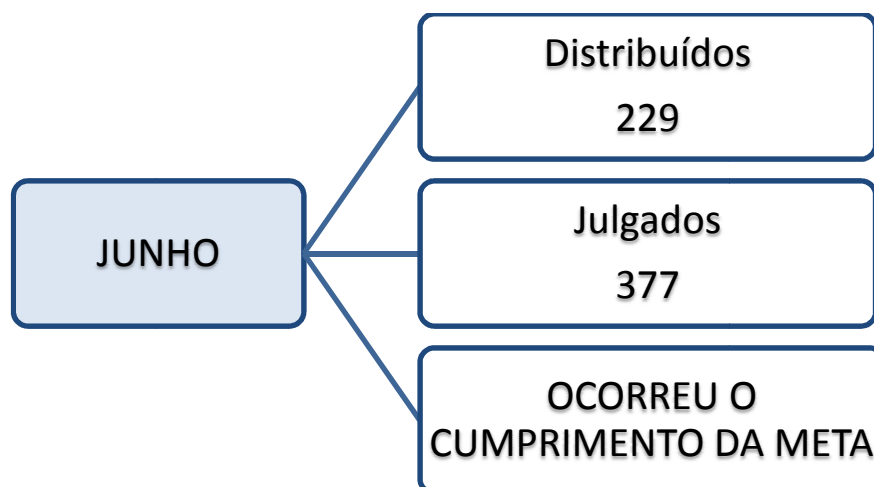 JUNHO
Distribuídos
229
Julgados
377
OCORREU O
CUMPRIMENTO DA META